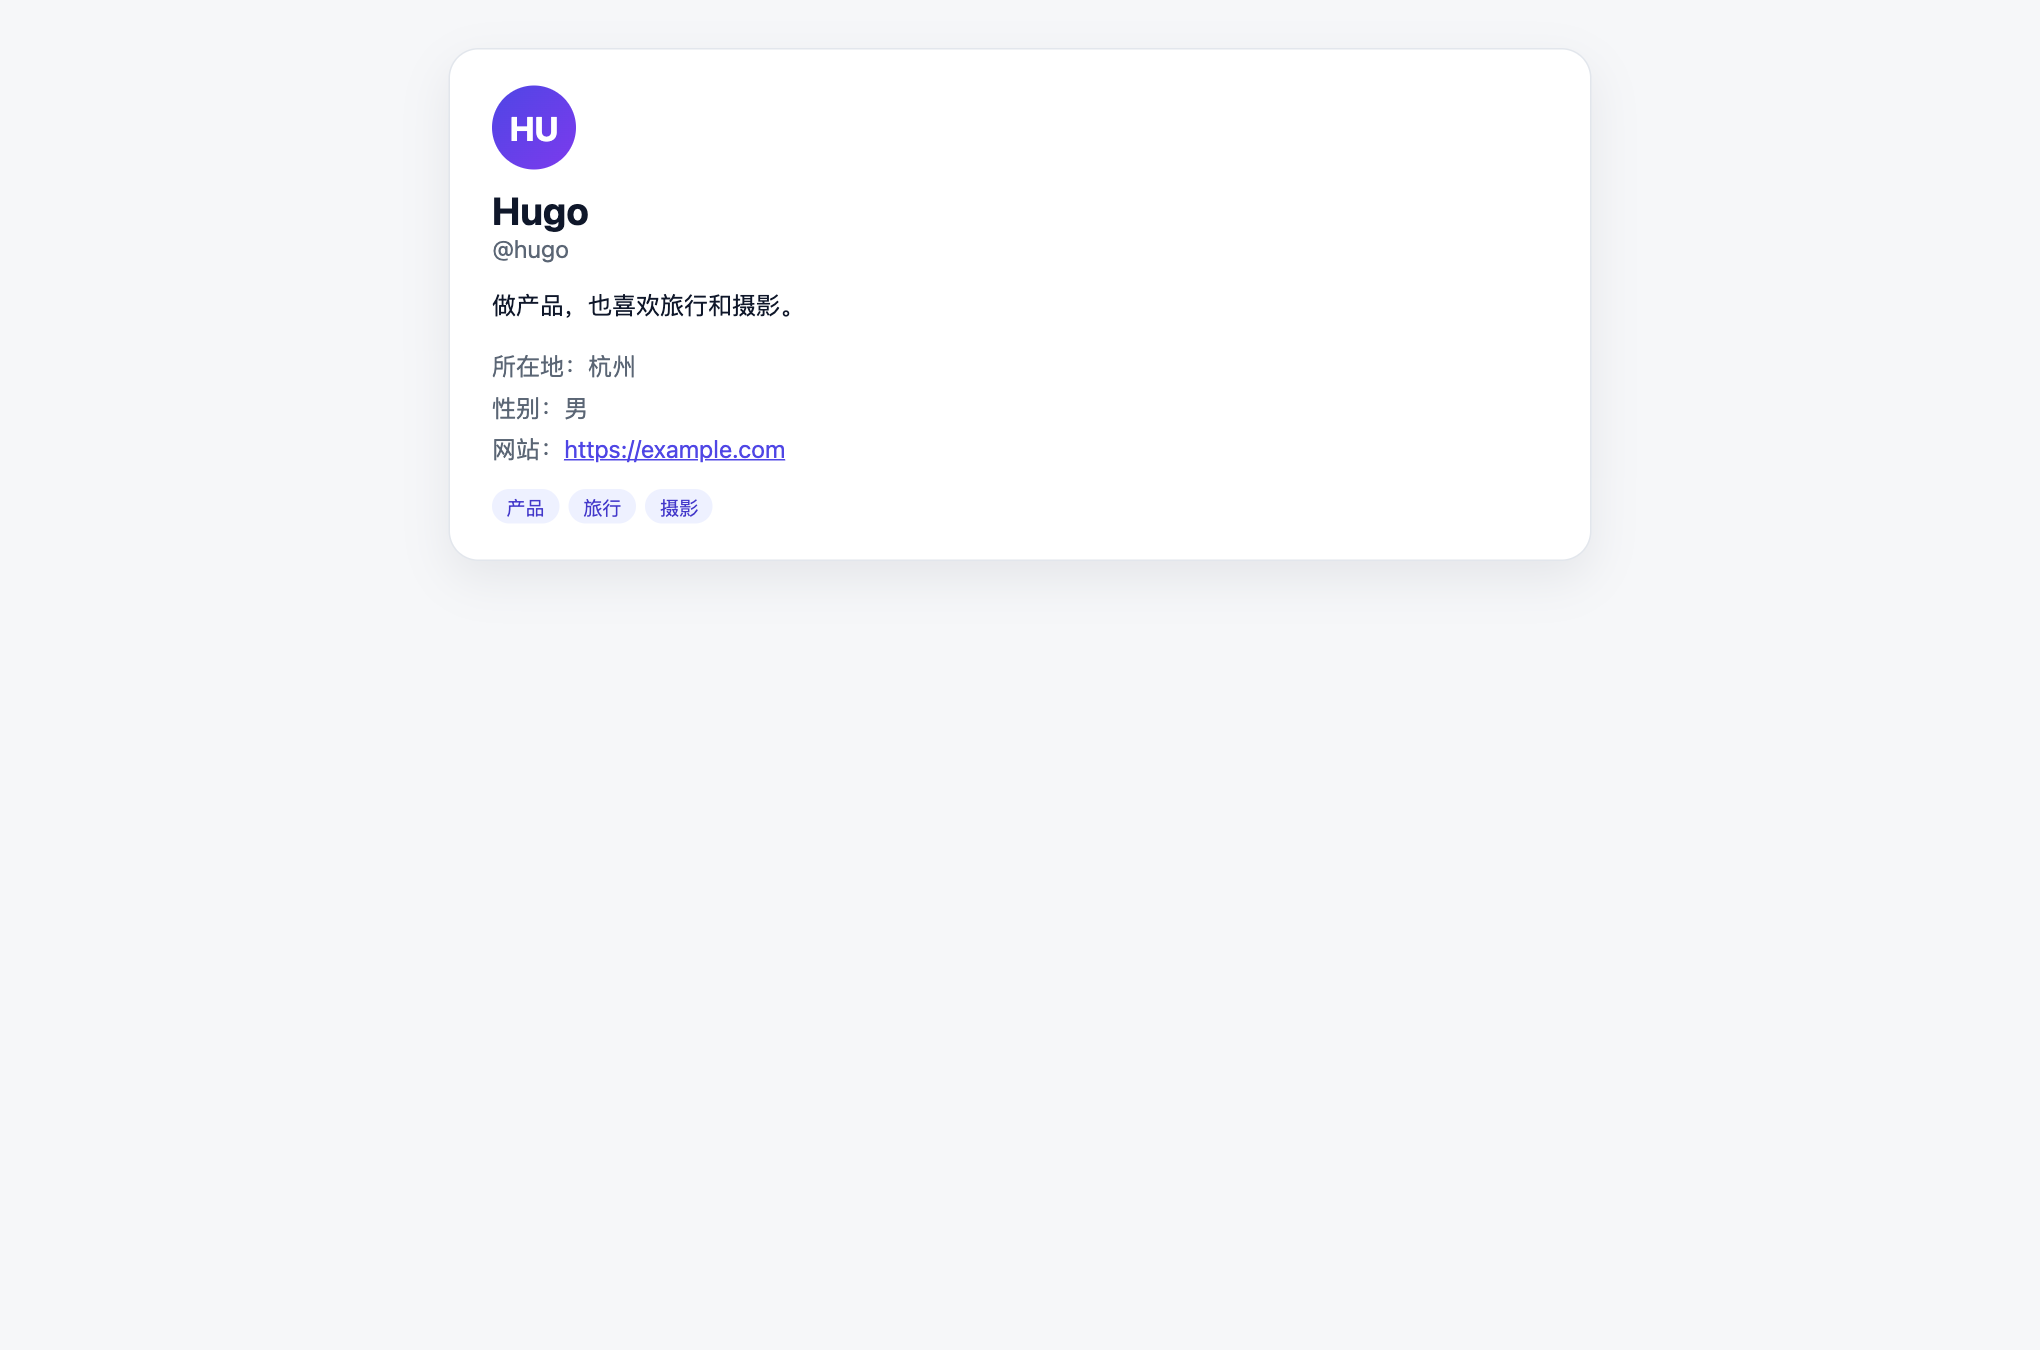 HU
Hugo
@hugo
做产品，也喜欢旅行和摄影。
所在地：杭州
性别：男
网站：https://example.com
产品 旅行 摄影